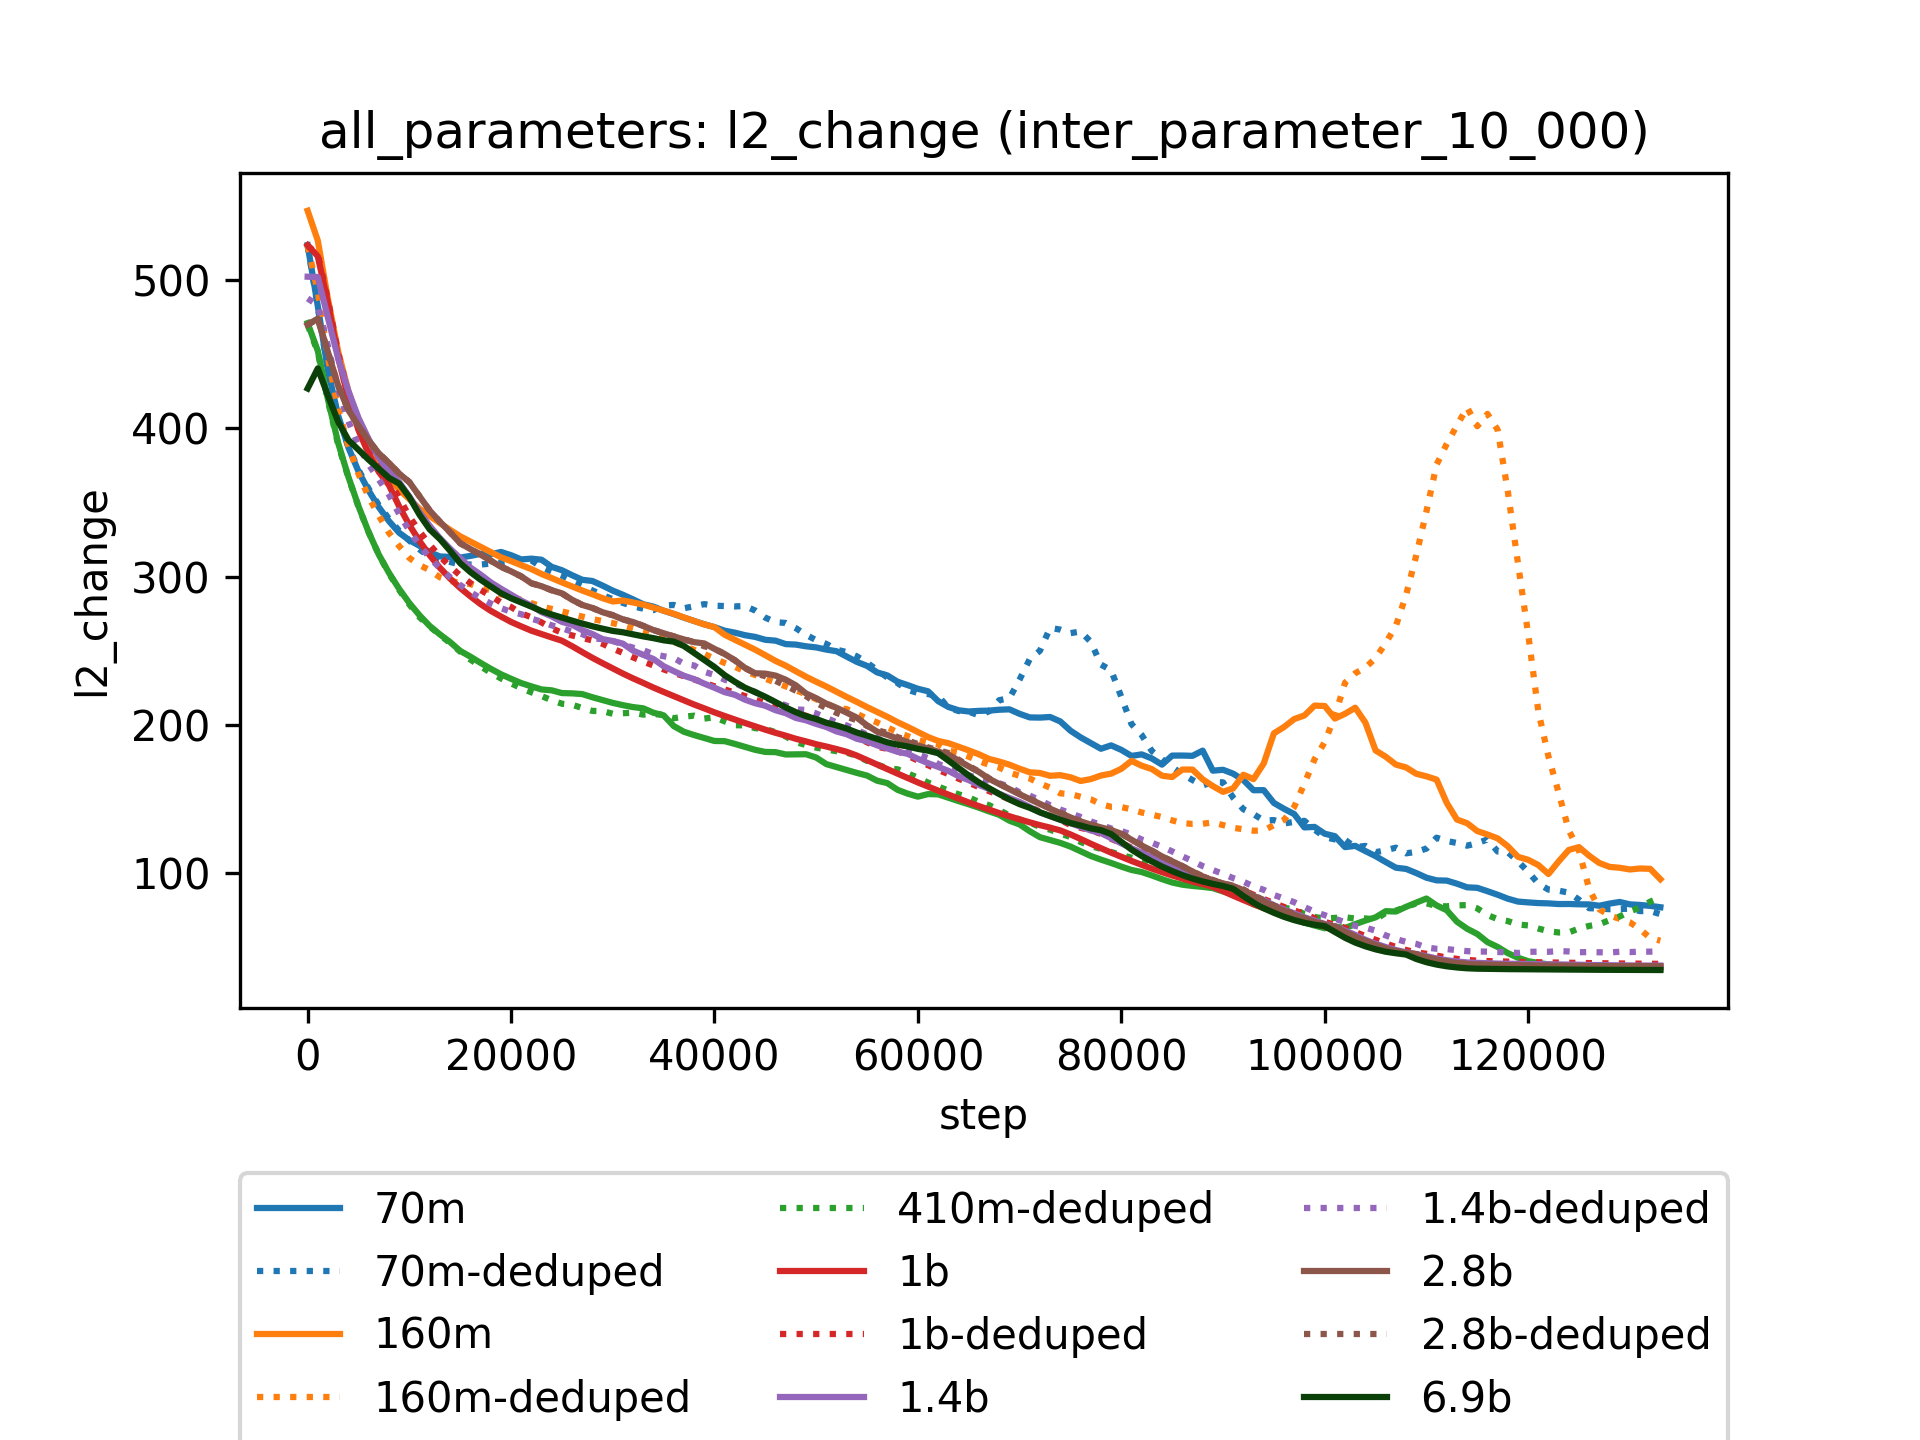 all_parameters: l2_change (inter_parameter_10_000)
500
400
300
200
100
l2_change
0 20000 40000 60000 80000 100000 120000
step
70m 410m-deduped 1.4b-deduped
70m-deduped 1b 2.8b
160m 1b-deduped 2.8b-deduped
160m-deduped 1.4b 6.9b